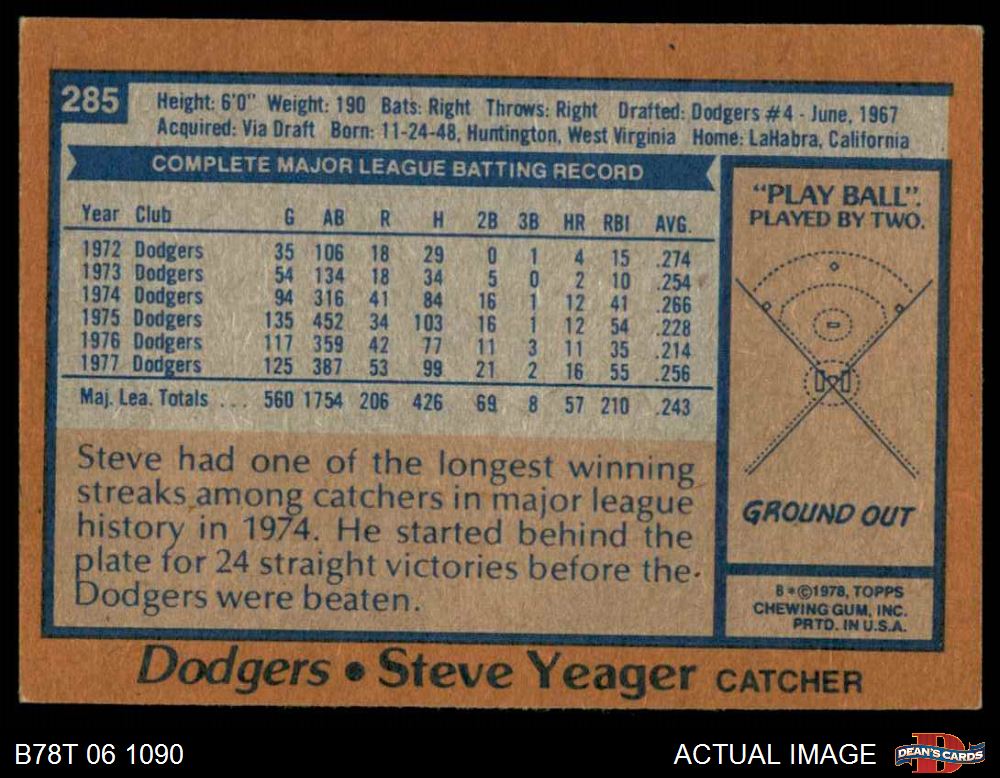 285
Height: 6'0" Weight: 190 Bats: Right Throws: Right Drafted: Dodgers #4 - June, 1967
Acquired: Via Draft Born: 11-24-48, Huntington, West Virginia Home: LaHabra, California
COMPLETE MAJOR LEAGUE BATTING RECORD
Year Club G AB R H 2B 3B HR RBI AVG.
1972 Dodgers 35 106 18 29 0 1 4 15 .274
1973 Dodgers 54 134 18 34 5 0 2 10 .254
1974 Dodgers 94 316 41 84 16 1 12 41 .266
1975 Dodgers 135 452 34 103 16 1 12 54 .228
1976 Dodgers 117 359 42 77 11 3 11 35 .214
1977 Dodgers 125 387 53 99 21 2 16 55 .256
Maj. Lea. Totals ... 560 1754 206 426 69 8 57 210 .243
Steve had one of the longest winning
streaks among catchers in major league
history in 1974. He started behind the
plate for 24 straight victories before the
Dodgers were beaten.
"PLAY BALL".
PLAYED BY TWO.
GROUND OUT
B*©1978, TOPPS
CHEWING GUM, INC.
PRTD. IN U.S.A.
Dodgers • Steve Yeager CATCHER
B78T 06 1090
ACTUAL IMAGE
DEAN'S CARDS